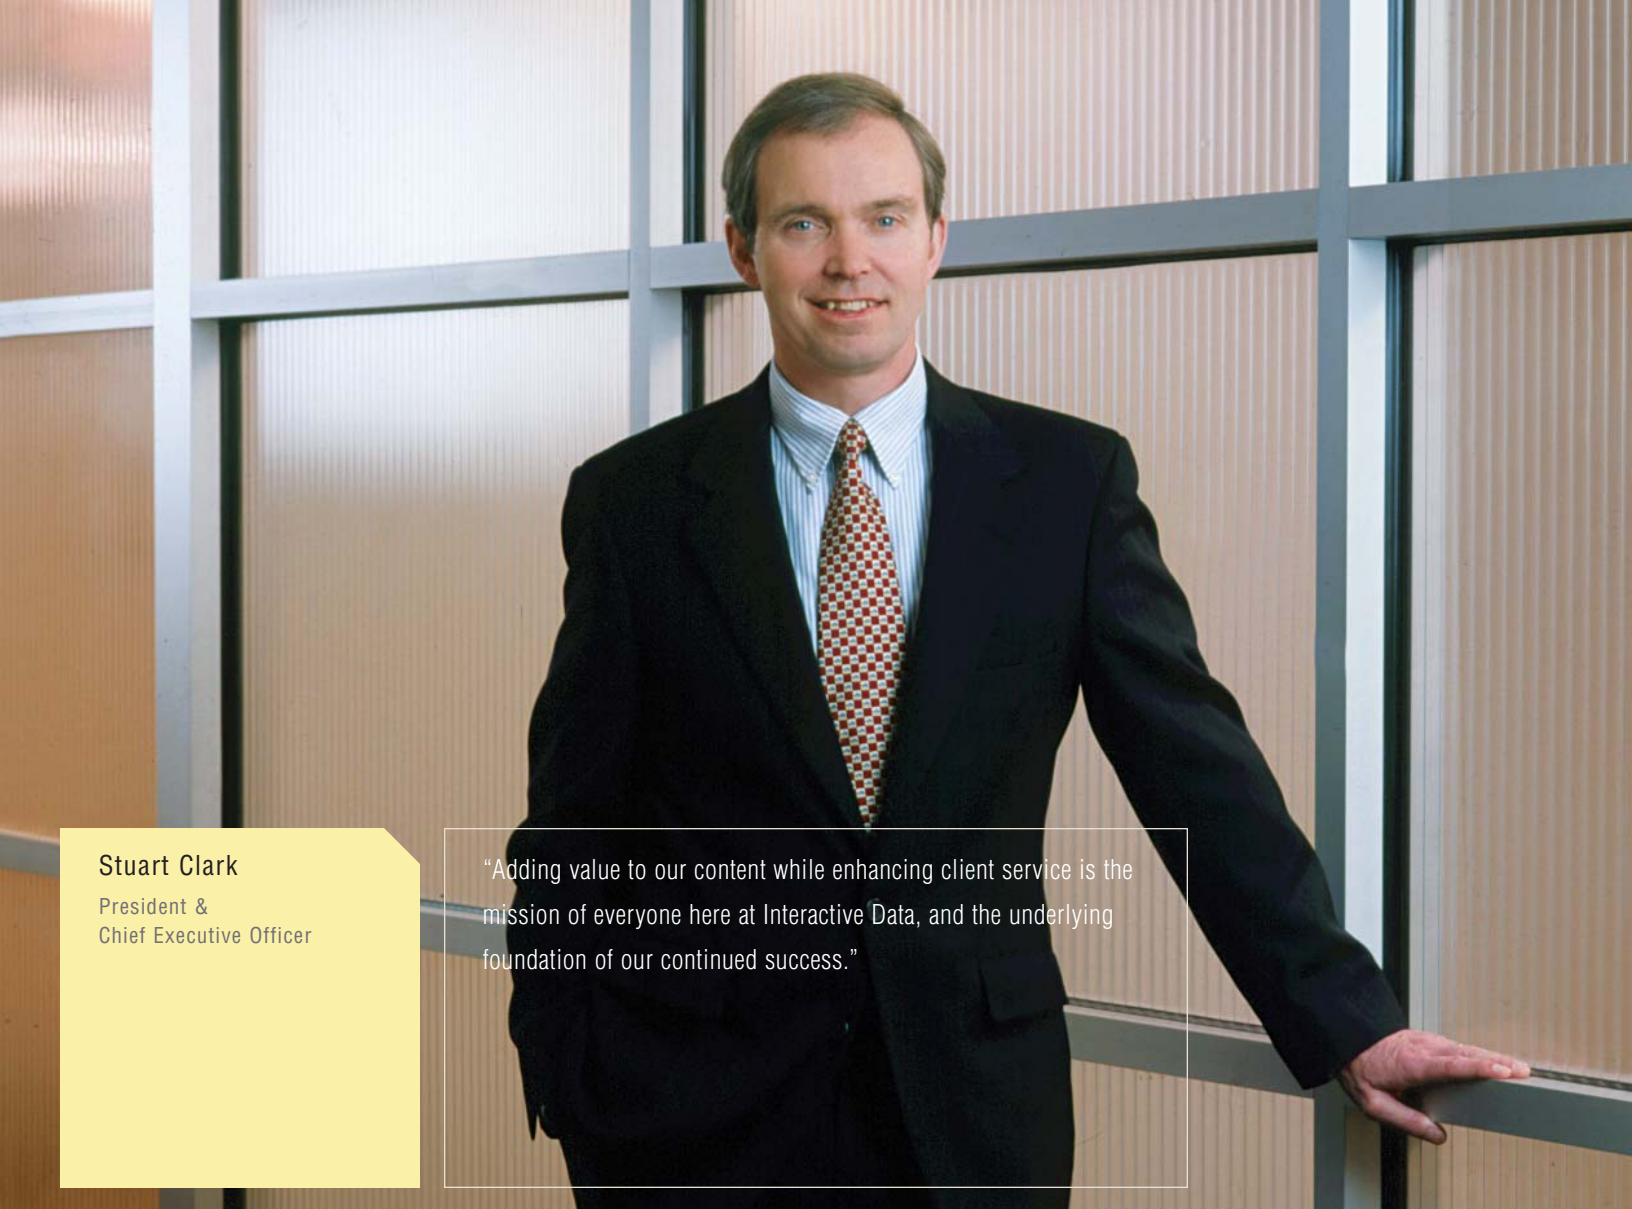 Stuart Clark
President &
Chief Executive Officer
“Adding value to our content while enhancing client service is the
mission of everyone here at Interactive Data, and the underlying
foundation of our continued success.”